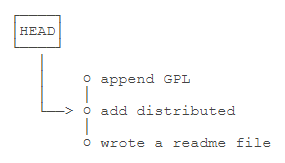 HEAD
append GPL
add distributed
wrote a readme file